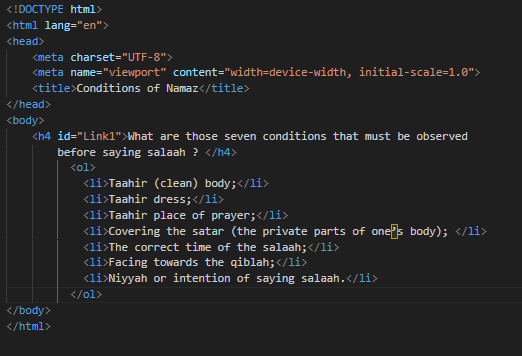 <!DOCTYPE html>
<html lang="en">
<head>
    <meta charset="UTF-8">
    <meta name="viewport" content="width=device-width, initial-scale=1.0">
    <title>Conditions of Namaz</title>
</head>
<body>
    <h4 id="Link1">What are those seven conditions that must be observed
        before saying salaah ? </h4>
          <ol>
            <li>Taahir (clean) body;</li>
            <li>Taahir dress;</li>
            <li>Taahir place of prayer;</li>
            <li>Covering the satar (the private parts of one’s body); </li>
            <li>The correct time of the salaah;</li>
            <li>Facing towards the qiblah;</li>
            <li>Niyyah or intention of saying salaah.</li>
          </ol>
</body>
</html>